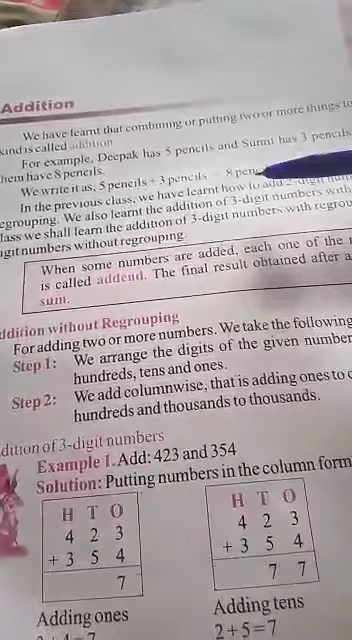 Addition
We have learnt that combining or putting two or more things to
kind is called addition
For example, Deepak has 5 pencils and Sumit has 3 pencils.
hem have 8 pencils.
We write it as, 5 pencils + 3 pencils = 8 pen
In the previous class, we have learnt how to add 2-digit num
egrouping. We also learnt the addition of 3-digit numbers with
lass we shall learn the addition of 3-digit numbers with regrou
igit numbers without regrouping.
When some numbers are added, each one of the
is called addend. The final result obtained after a
sum.
ddition without Regrouping
For adding two or more numbers. We take the following
Step 1: We arrange the digits of the given number
hundreds, tens and ones.
Step 2: We add columnwise, that is adding ones to
hundreds and thousands to thousands.
dition of 3-digit numbers
Example 1. Add: 423 and 354
Solution: Putting numbers in the column form
H T O
4 2 3
+ 3 5 4
7
Adding ones
H T O
4 2 3
+ 3 5 4
7 7
Adding tens
2+5=7